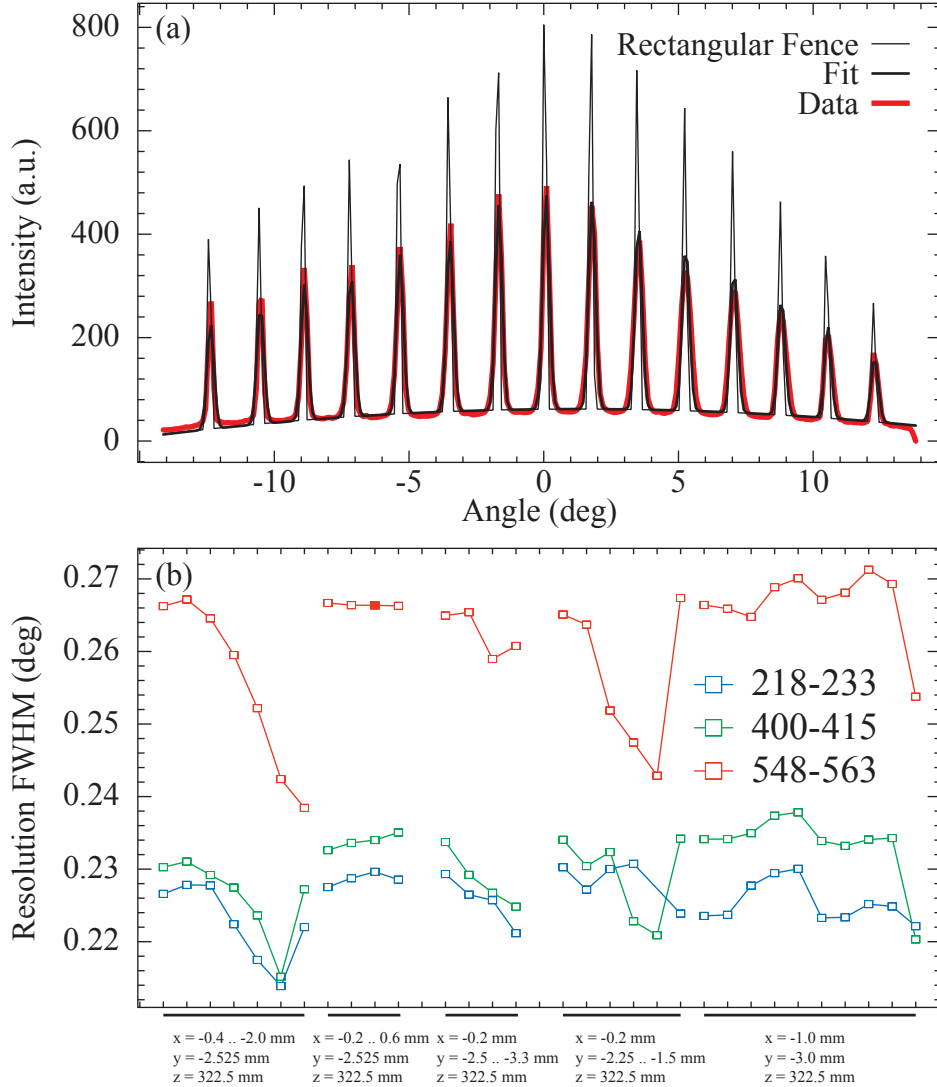 (a)
800
600
400
200
0
Intensity (a.u.)
Rectangular Fence
Fit
Data
-10 -5 0 5 10
Angle (deg)
(b)
0.27
0.26
0.25
0.24
0.23
0.22
Resolution FWHM (deg)
218-233
400-415
548-563
x = -0.4 .. -2.0 mm
y = -2.525 mm
z = 322.5 mm
x = -0.2 .. 0.6 mm
y = -2.525 mm
z = 322.5 mm
x = -0.2 mm
y = -2.5 .. -3.3 mm
z = 322.5 mm
x = -0.2 mm
y = -2.25 .. -1.5 mm
z = 322.5 mm
x = -1.0 mm
y = -3.0 mm
322.5 mm